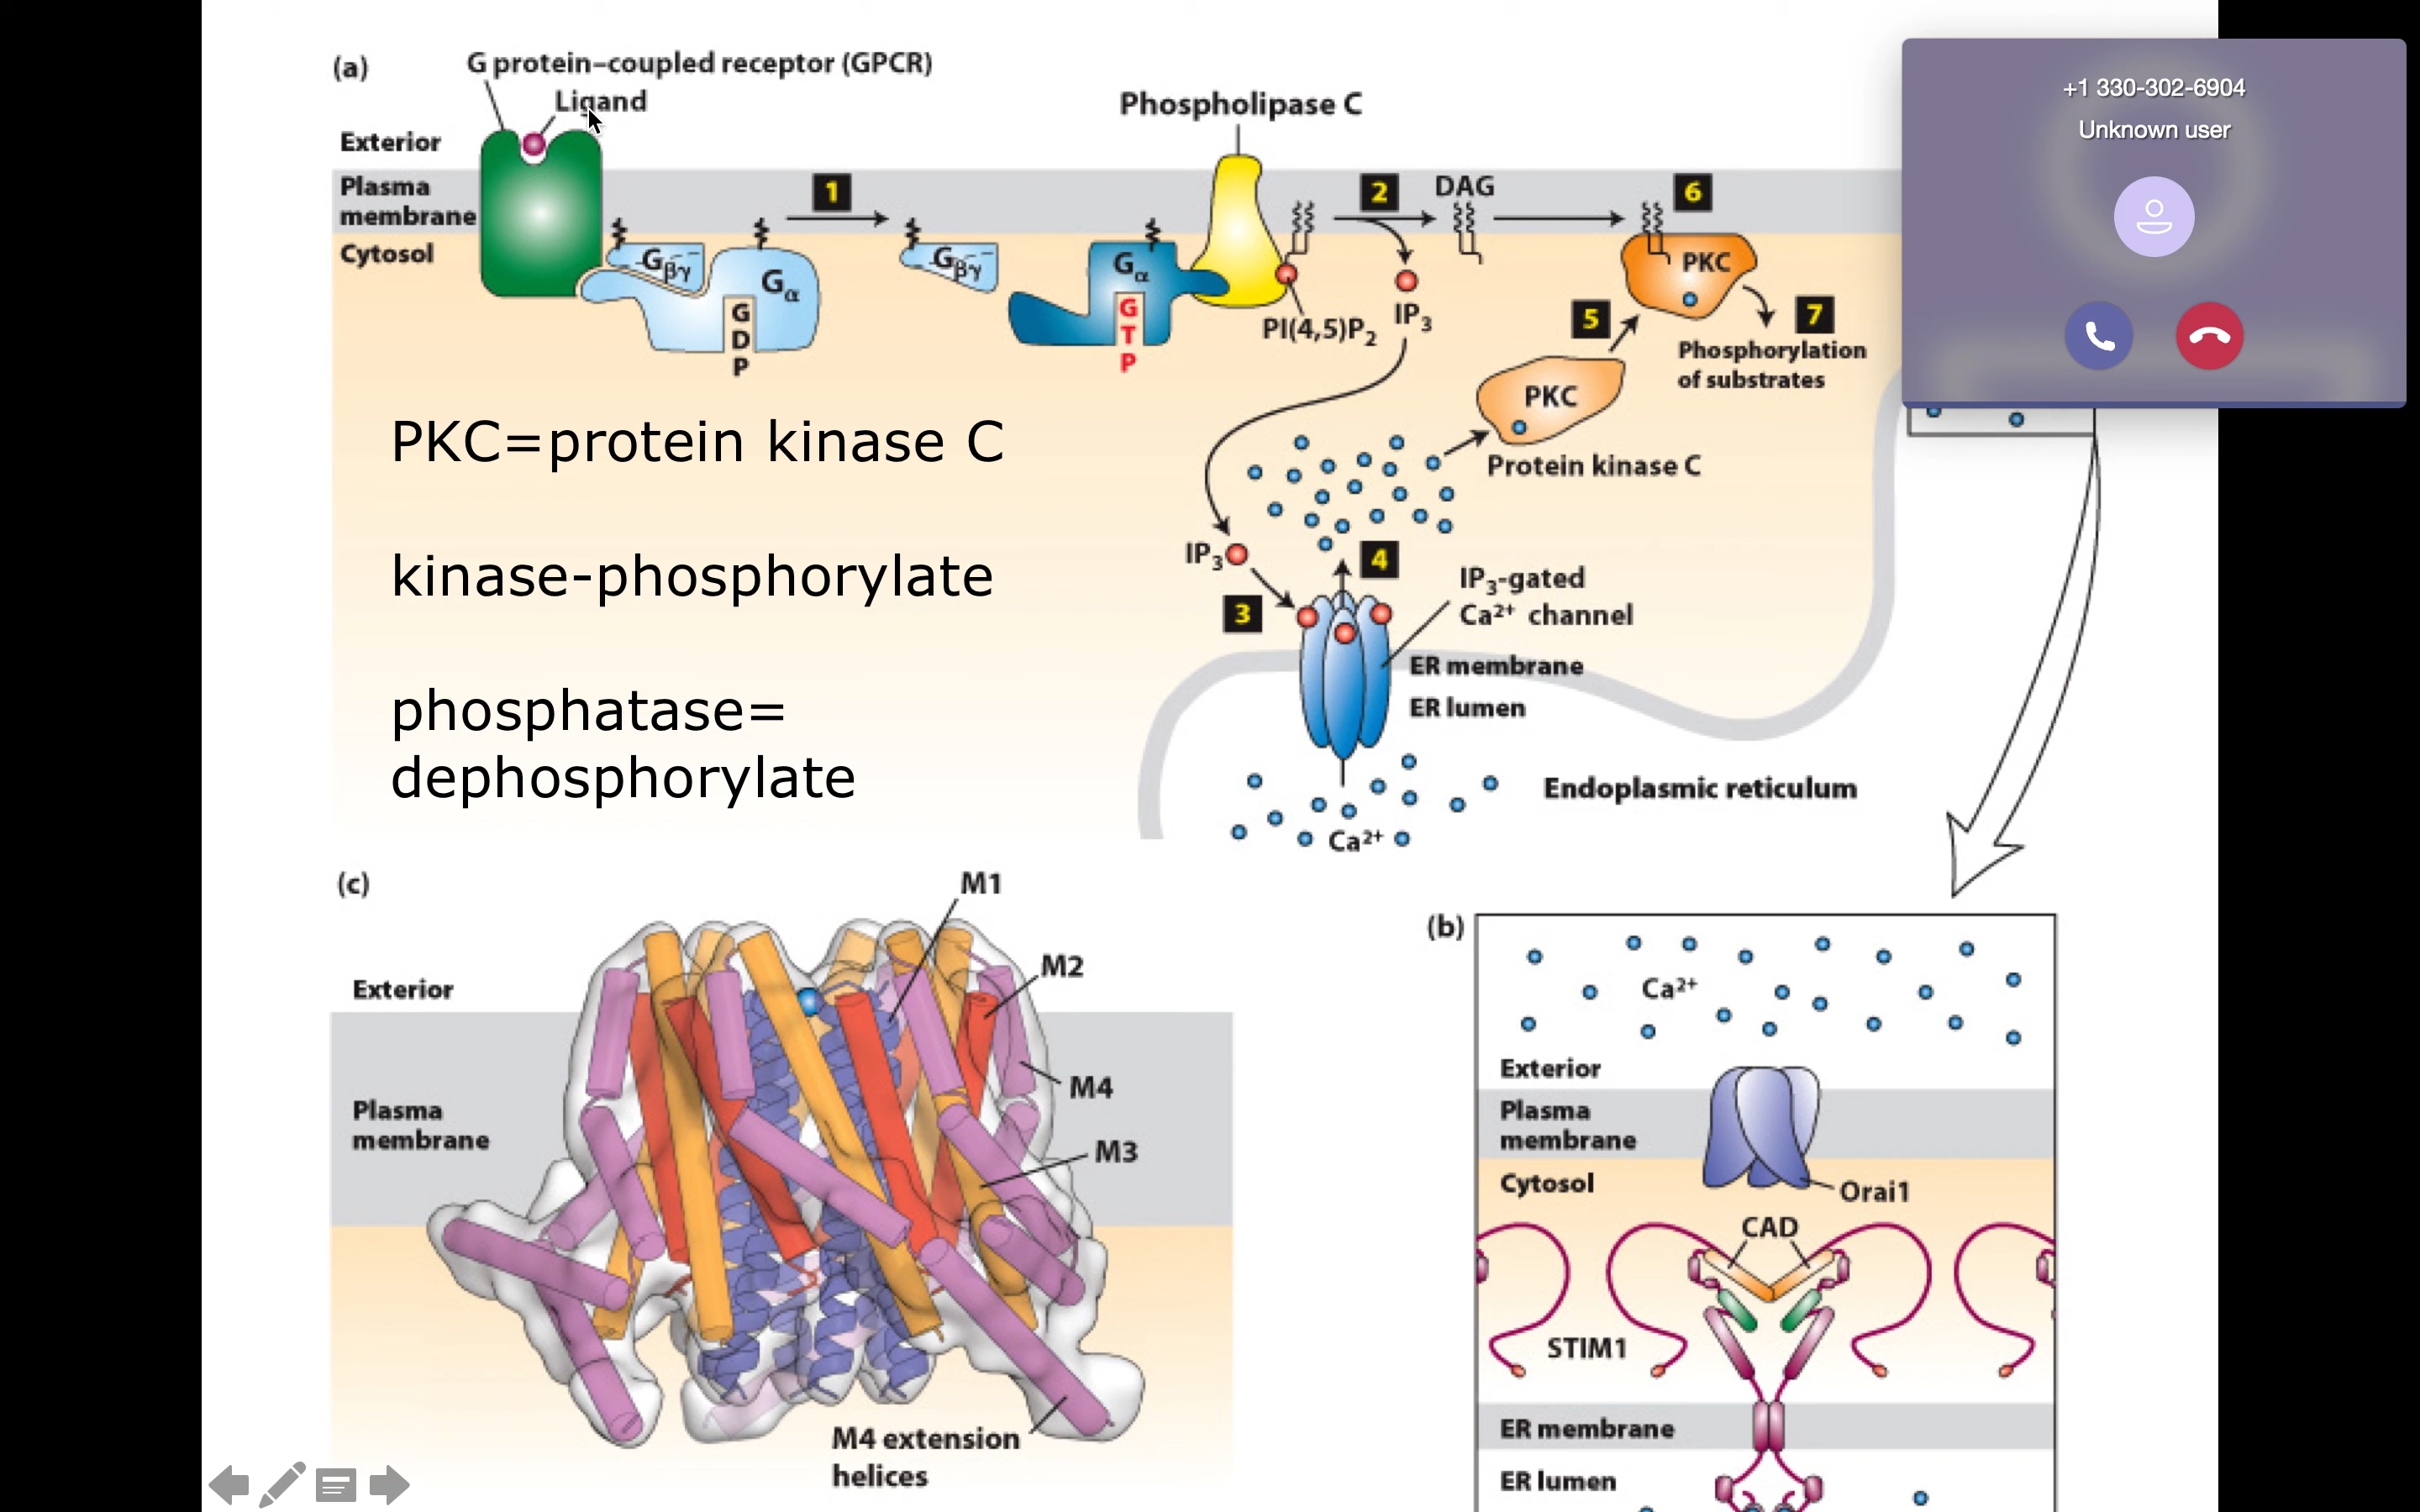 (a)
G protein–coupled receptor (GPCR)
Ligand
Exterior
Plasma
membrane
Cytosol
Gβγ
Gα
G
D
P
1
Gβγ
Gα
G
T
P
Phospholipase C
PI(4,5)P2
2
IP3
DAG
6
PKC
5
7
Phosphorylation
of substrates
PKC
Protein kinase C
IP3
3
4
IP3-gated
Ca2+ channel
ER membrane
ER lumen
Endoplasmic reticulum
Ca2+
PKC=protein kinase C
kinase-phosphorylate
phosphatase=
dephosphorylate
+1 330-302-6904
Unknown user
(c)
M1
M2
M4
M3
Exterior
Plasma
membrane
M4 extension
helices
(b)
Ca2+
Exterior
Plasma
membrane
Cytosol
Orai1
CAD
STIM1
ER membrane
ER lumen